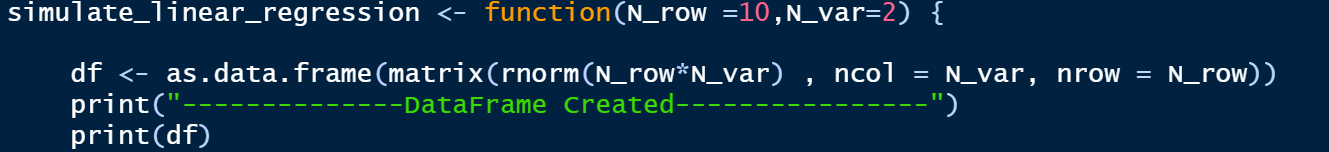 simulate_linear_regression <- function(N_row =10,N_var=2) {
df <- as.data.frame(matrix(rnorm(N_row*N_var) , ncol = N_var, nrow = N_row))
print("--------------DataFrame Created----------------")
print(df)